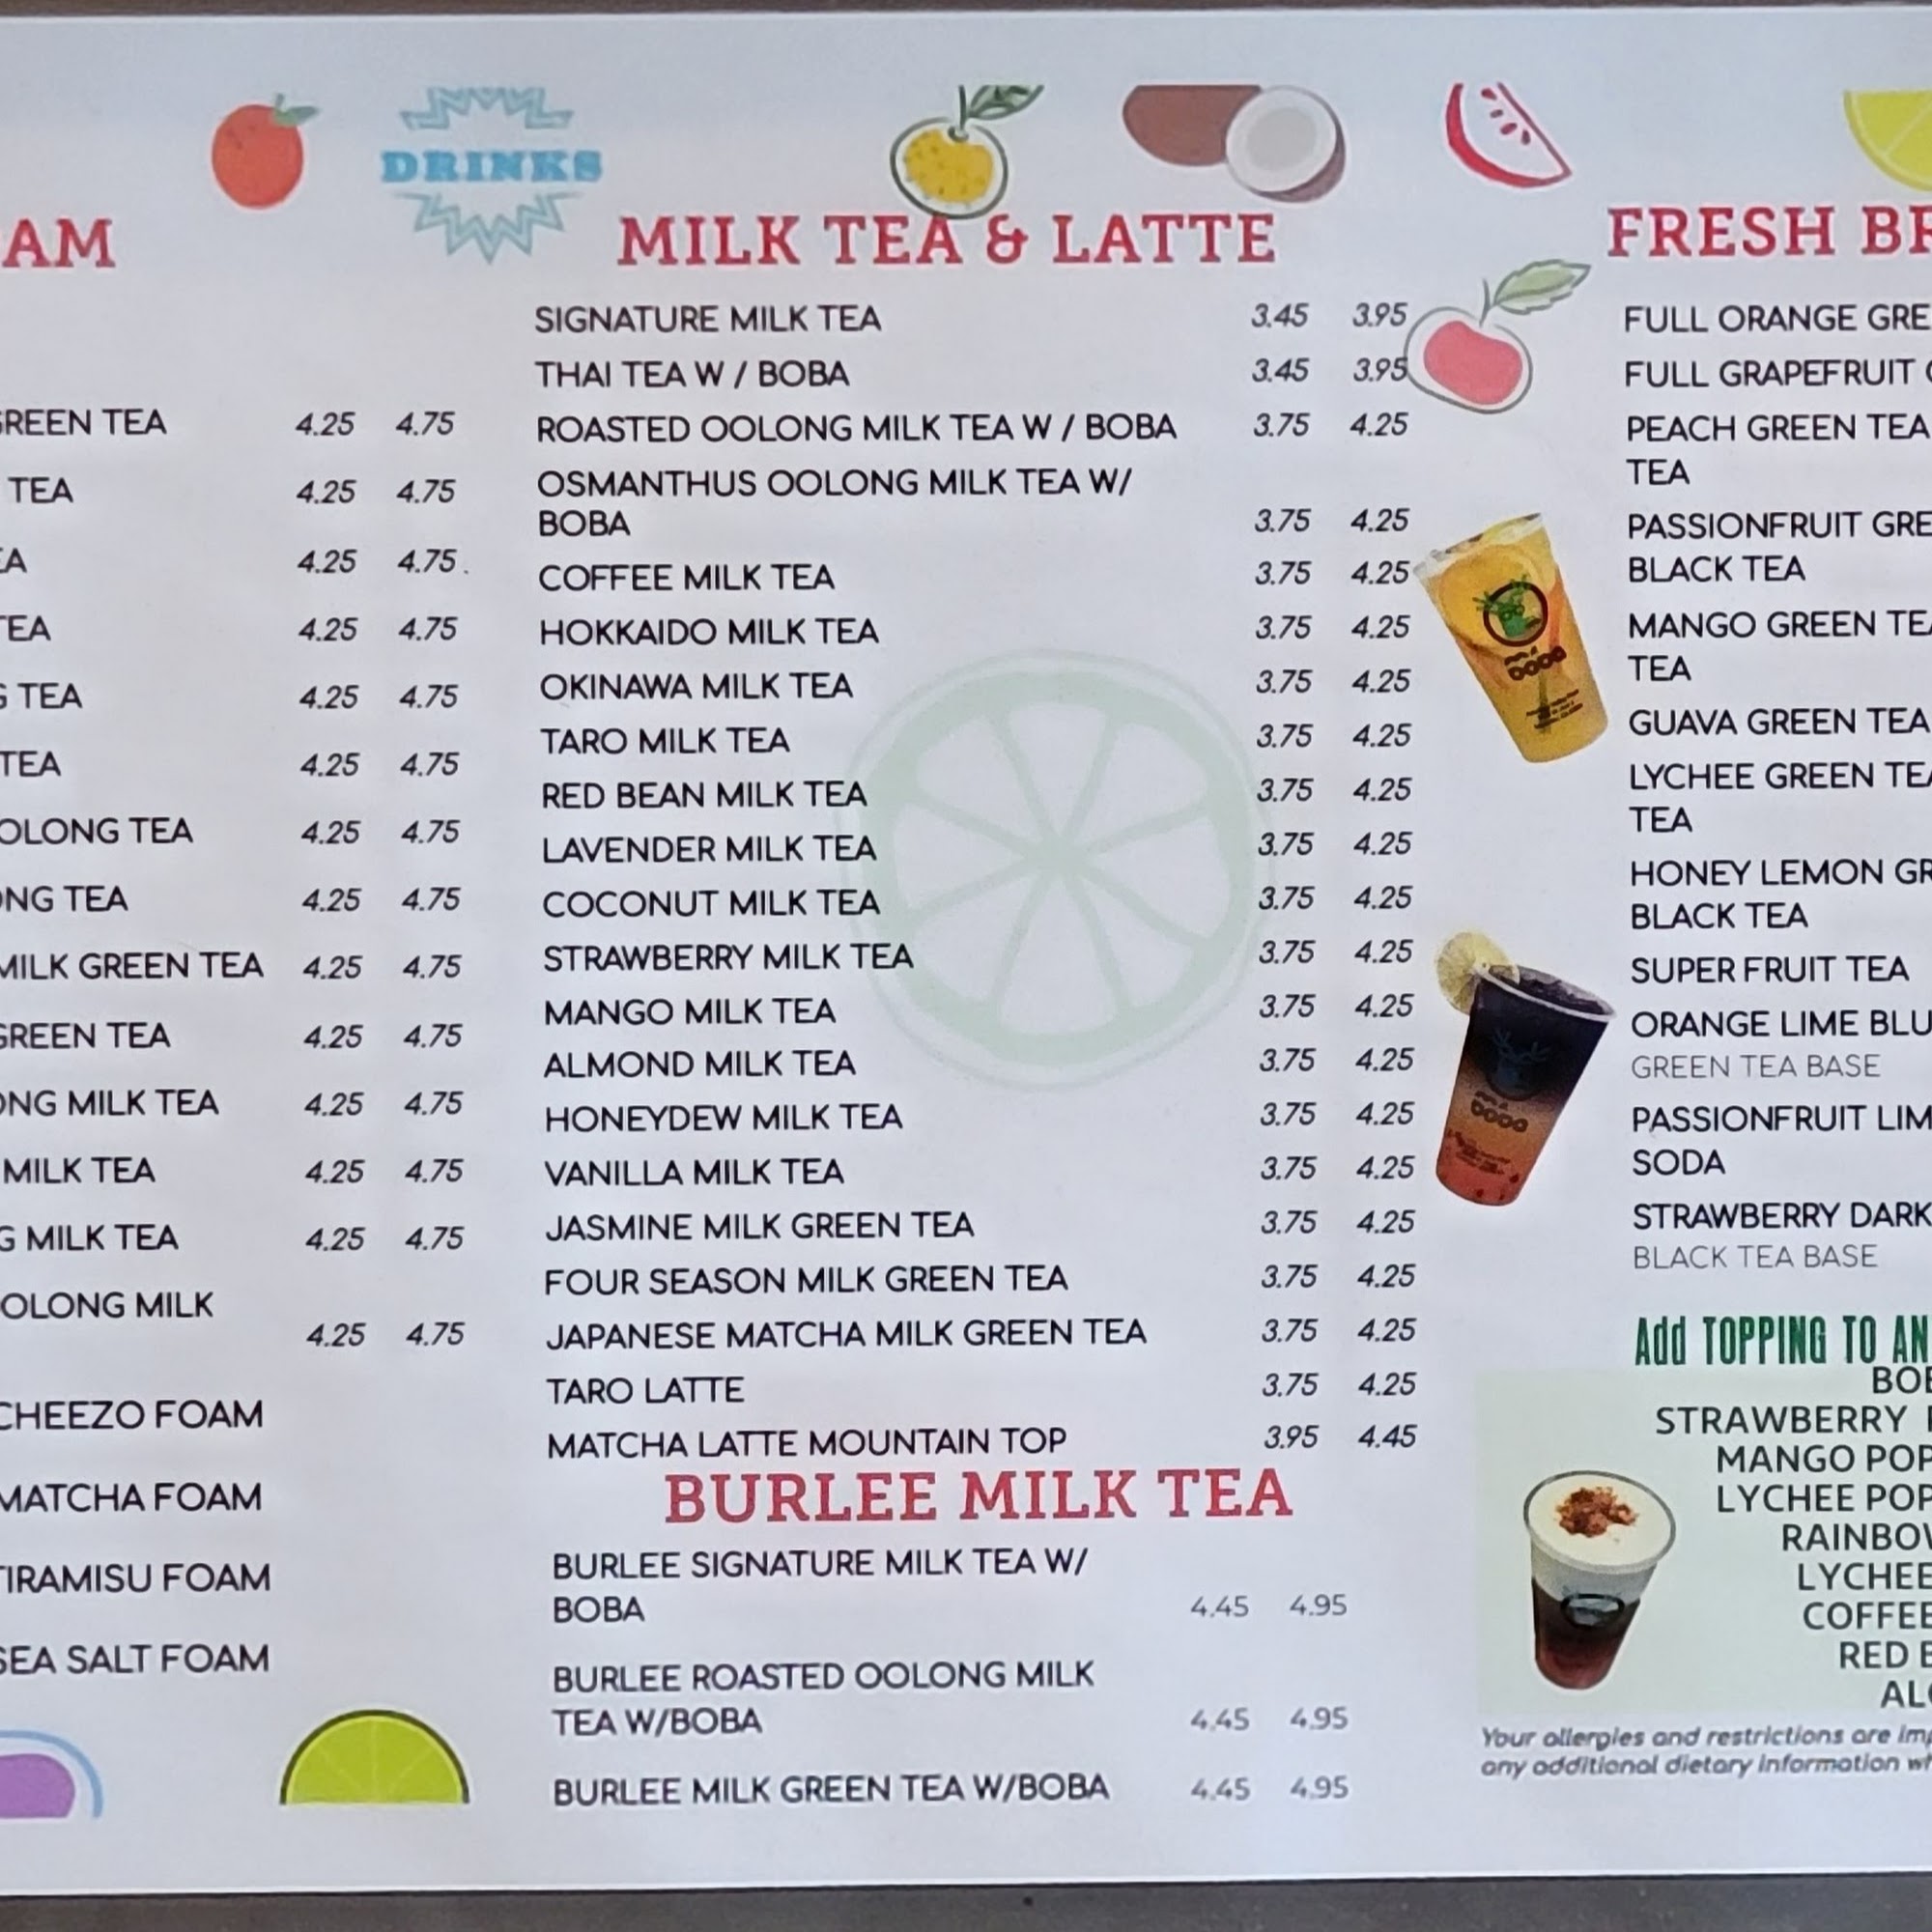 DRINKS
AM
GREEN TEA 4.25 4.75
TEA 4.25 4.75
4.25 4.75
TEA 4.25 4.75
TEA 4.25 4.75
TEA 4.25 4.75
OOLONG TEA 4.25 4.75
TEA 4.25 4.75
MILK GREEN TEA 4.25 4.75
GREEN TEA 4.25 4.75
ONG MILK TEA 4.25 4.75
MILK TEA 4.25 4.75
G MILK TEA 4.25 4.75
OLONG MILK
4.25 4.75
CHEEZO FOAM
MATCHA FOAM
TIRAMISU FOAM
SEA SALT FOAM
MILK TEA & LATTE
SIGNATURE MILK TEA 3.45 3.95
THAI TEA W / BOBA 3.45 3.95
ROASTED OOLONG MILK TEA W / BOBA 3.75 4.25
OSMANTHUS OOLONG MILK TEA W/
BOBA 3.75 4.25
COFFEE MILK TEA 3.75 4.25
HOKKAIDO MILK TEA 3.75 4.25
OKINAWA MILK TEA 3.75 4.25
TARO MILK TEA 3.75 4.25
RED BEAN MILK TEA 3.75 4.25
LAVENDER MILK TEA 3.75 4.25
COCONUT MILK TEA 3.75 4.25
STRAWBERRY MILK TEA 3.75 4.25
MANGO MILK TEA 3.75 4.25
ALMOND MILK TEA 3.75 4.25
HONEYDEW MILK TEA 3.75 4.25
VANILLA MILK TEA 3.75 4.25
JASMINE MILK GREEN TEA 3.75 4.25
FOUR SEASON MILK GREEN TEA 3.75 4.25
JAPANESE MATCHA MILK GREEN TEA 3.75 4.25
TARO LATTE 3.75 4.25
MATCHA LATTE MOUNTAIN TOP 3.95 4.45
BURLEE MILK TEA
BURLEE SIGNATURE MILK TEA W/
BOBA 4.45 4.95
BURLEE ROASTED OOLONG MILK
TEA W/BOBA 4.45 4.95
BURLEE MILK GREEN TEA W/BOBA 4.45 4.95
FRESH BR
FULL ORANGE GRE
FULL GRAPEFRUIT
PEACH GREEN TEA
TEA
PASSIONFRUIT GRE
BLACK TEA
MANGO GREEN TEA
TEA
GUAVA GREEN TEA
LYCHEE GREEN TEA
TEA
HONEY LEMON GR
BLACK TEA
SUPER FRUIT TEA
ORANGE LIME BLU
GREEN TEA BASE
PASSIONFRUIT LIM
SODA
STRAWBERRY DARK
BLACK TEA BASE
Add TOPPING TO AN
BOB
STRAWBERRY
MANGO POP
LYCHEE POP
RAINBOW
LYCHEE
COFFEE
RED B
ALO
Your allergies and restrictions are imp
any additional dietary information wh